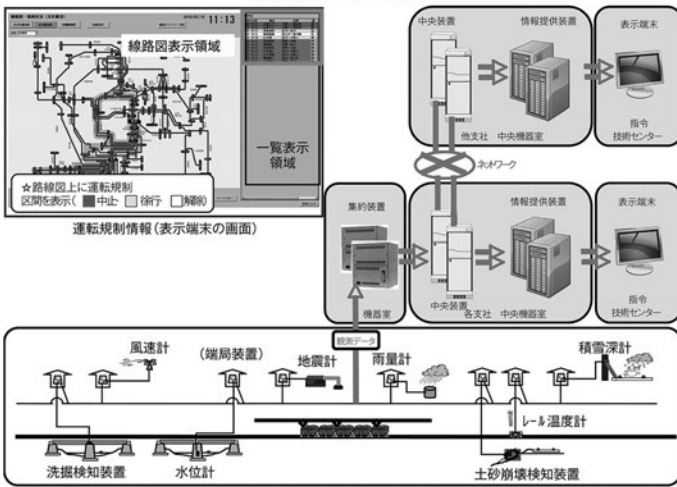 11:13
線路図表示領域
一覧表示
領域
☆路線図上に運転規制
区間を表示( 中止 徐行 解除)
運転規制情報(表示端末の画面)
中央装置
情報提供装置
表示端末
他支社
中央機器室
指令
技術センター
ネットワーク
集約装置
機器室
情報提供装置
表示端末
中央装置
各支社
中央機器室
指令
技術センター
観測データ
風速計
(端局装置)
地震計
雨量計
積雪深計
レール温度計
洗掘検知装置
水位計
土砂崩壊検知装置